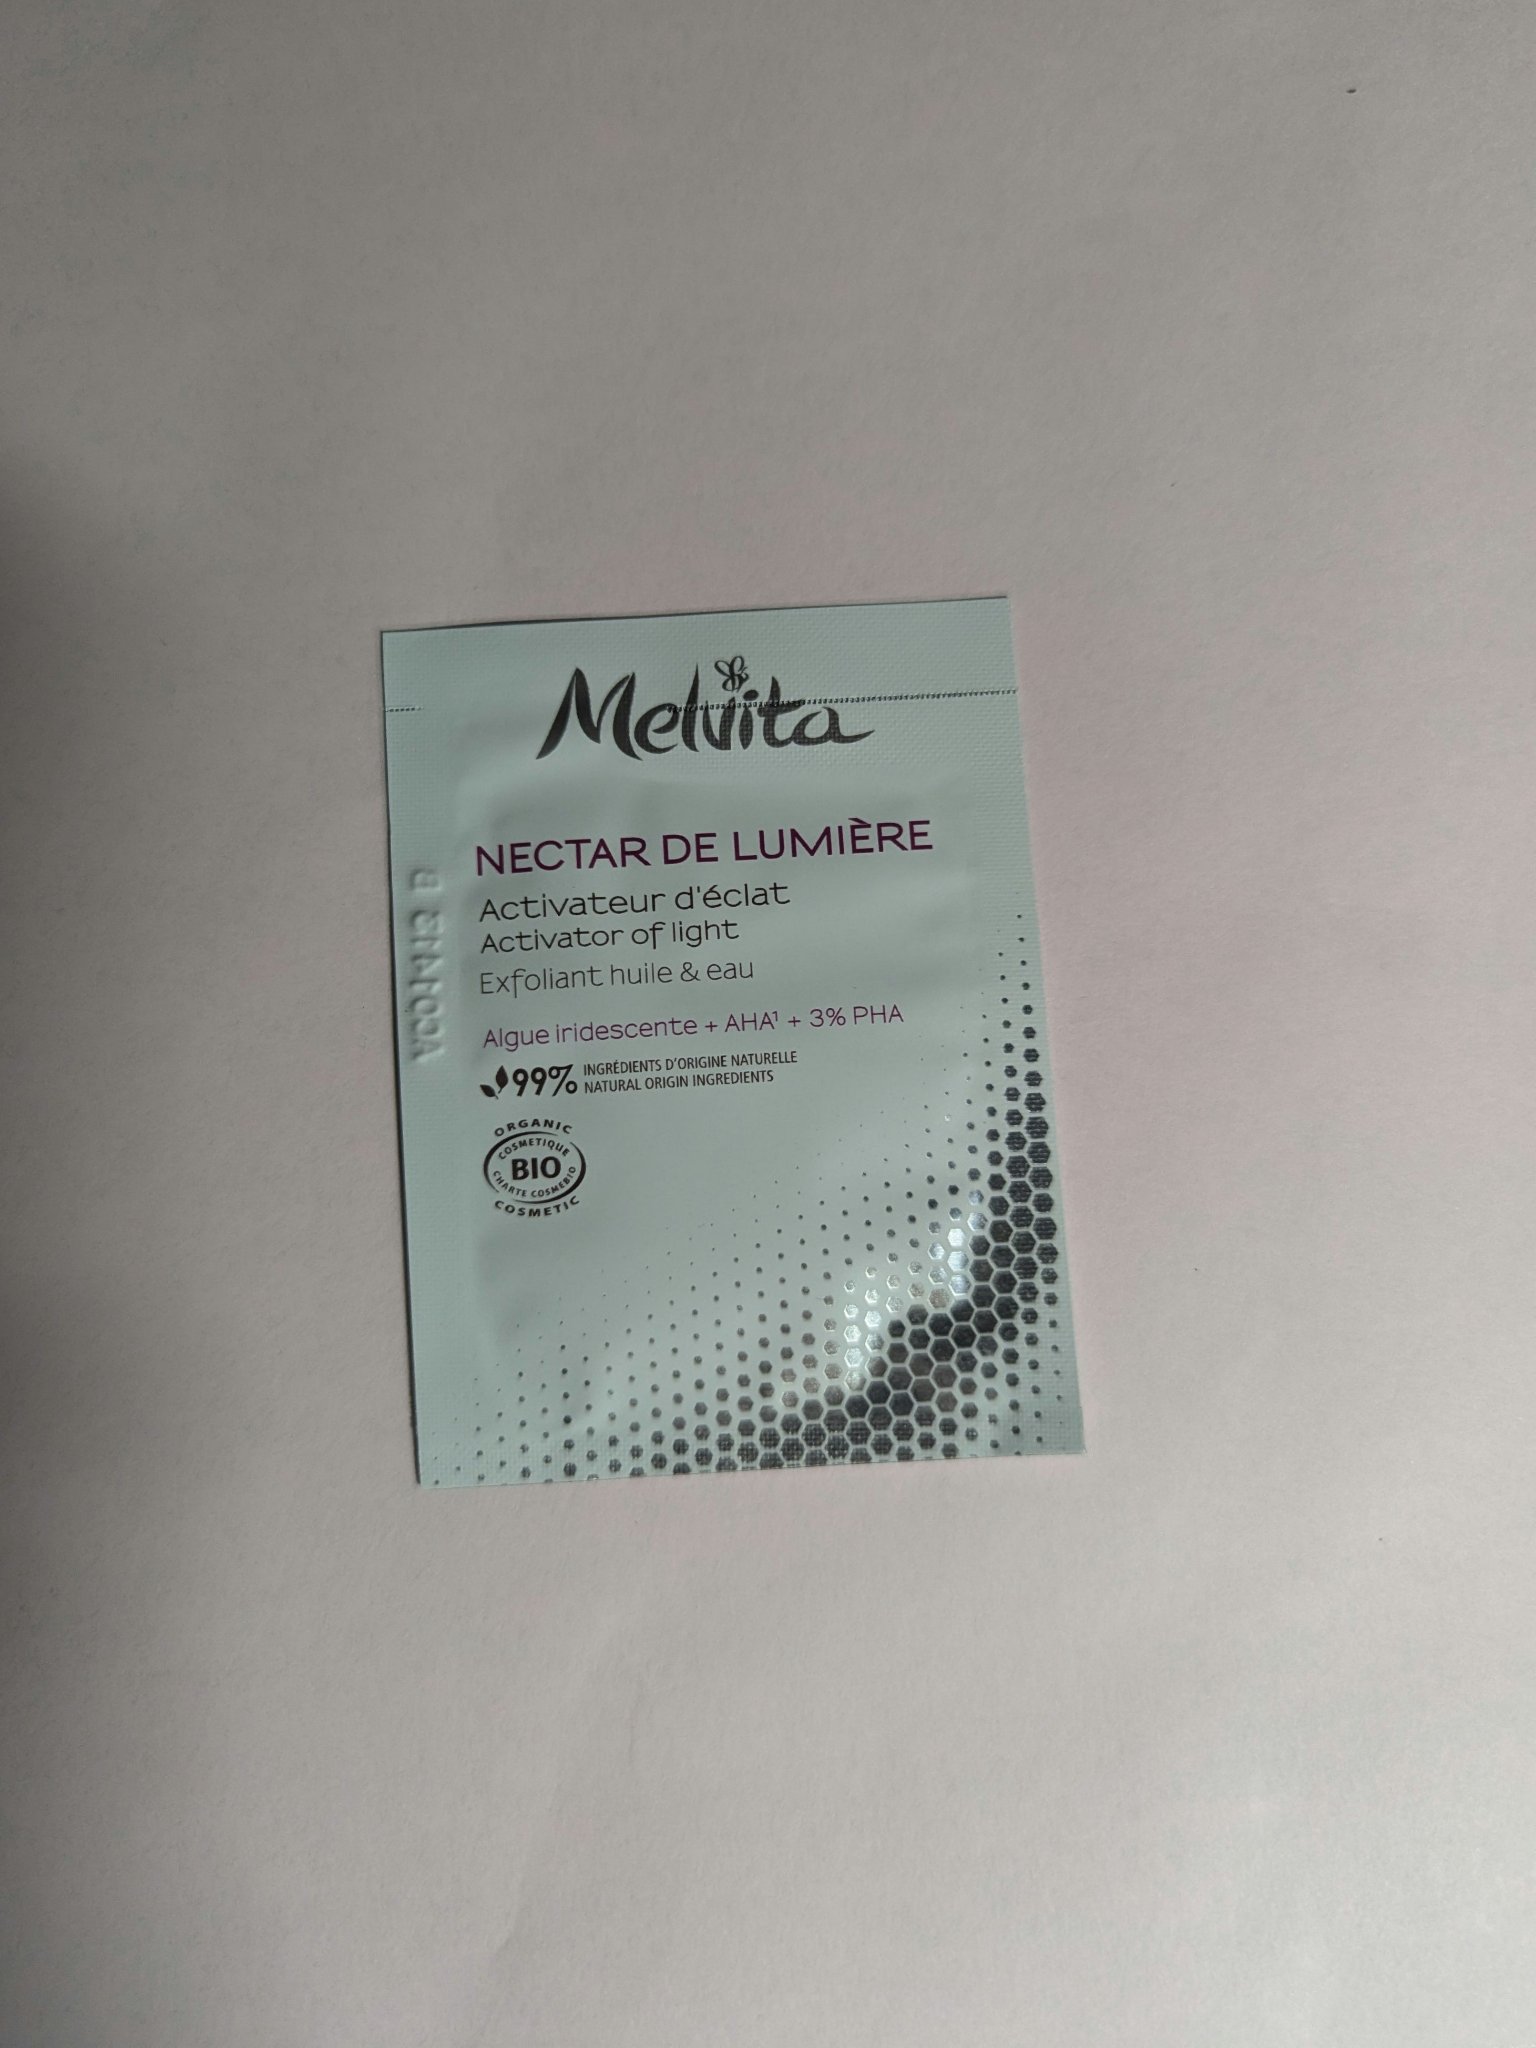 Melvita
NECTAR DE LUMIÈRE
Activateur d'éclat
Activator of light
Exfoliant huile & eau
Algue iridescente + AHA¹ + 3% PHA
99% INGRÉDIENTS D'ORIGINE NATURELLE
NATURAL ORIGIN INGREDIENTS
ORGANIC
COSMETIQUE
BIO
CHARTE COSMEBIO
COSMETIC